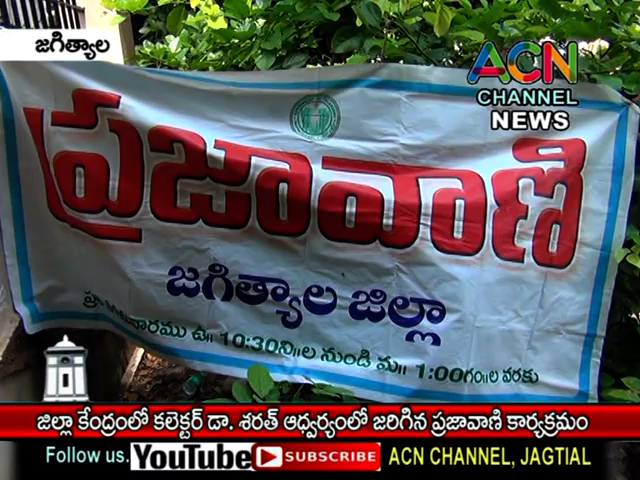 జగిత్యాల
ACN
CHANNEL
NEWS
ప్రజావాణి
జగిత్యాల జిల్లా
ఉ॥ 10:30ని॥ల నుండి మ॥ 1:00గం॥ల వరకు
జిల్లా కేంద్రంలో కలెక్టర్ డా. శరత్ ఆధ్వర్యంలో జరిగిన ప్రజావాణి కార్యక్రమం
Follow us. YouTube SUBSCRIBE ACN CHANNEL, JAGTIAL